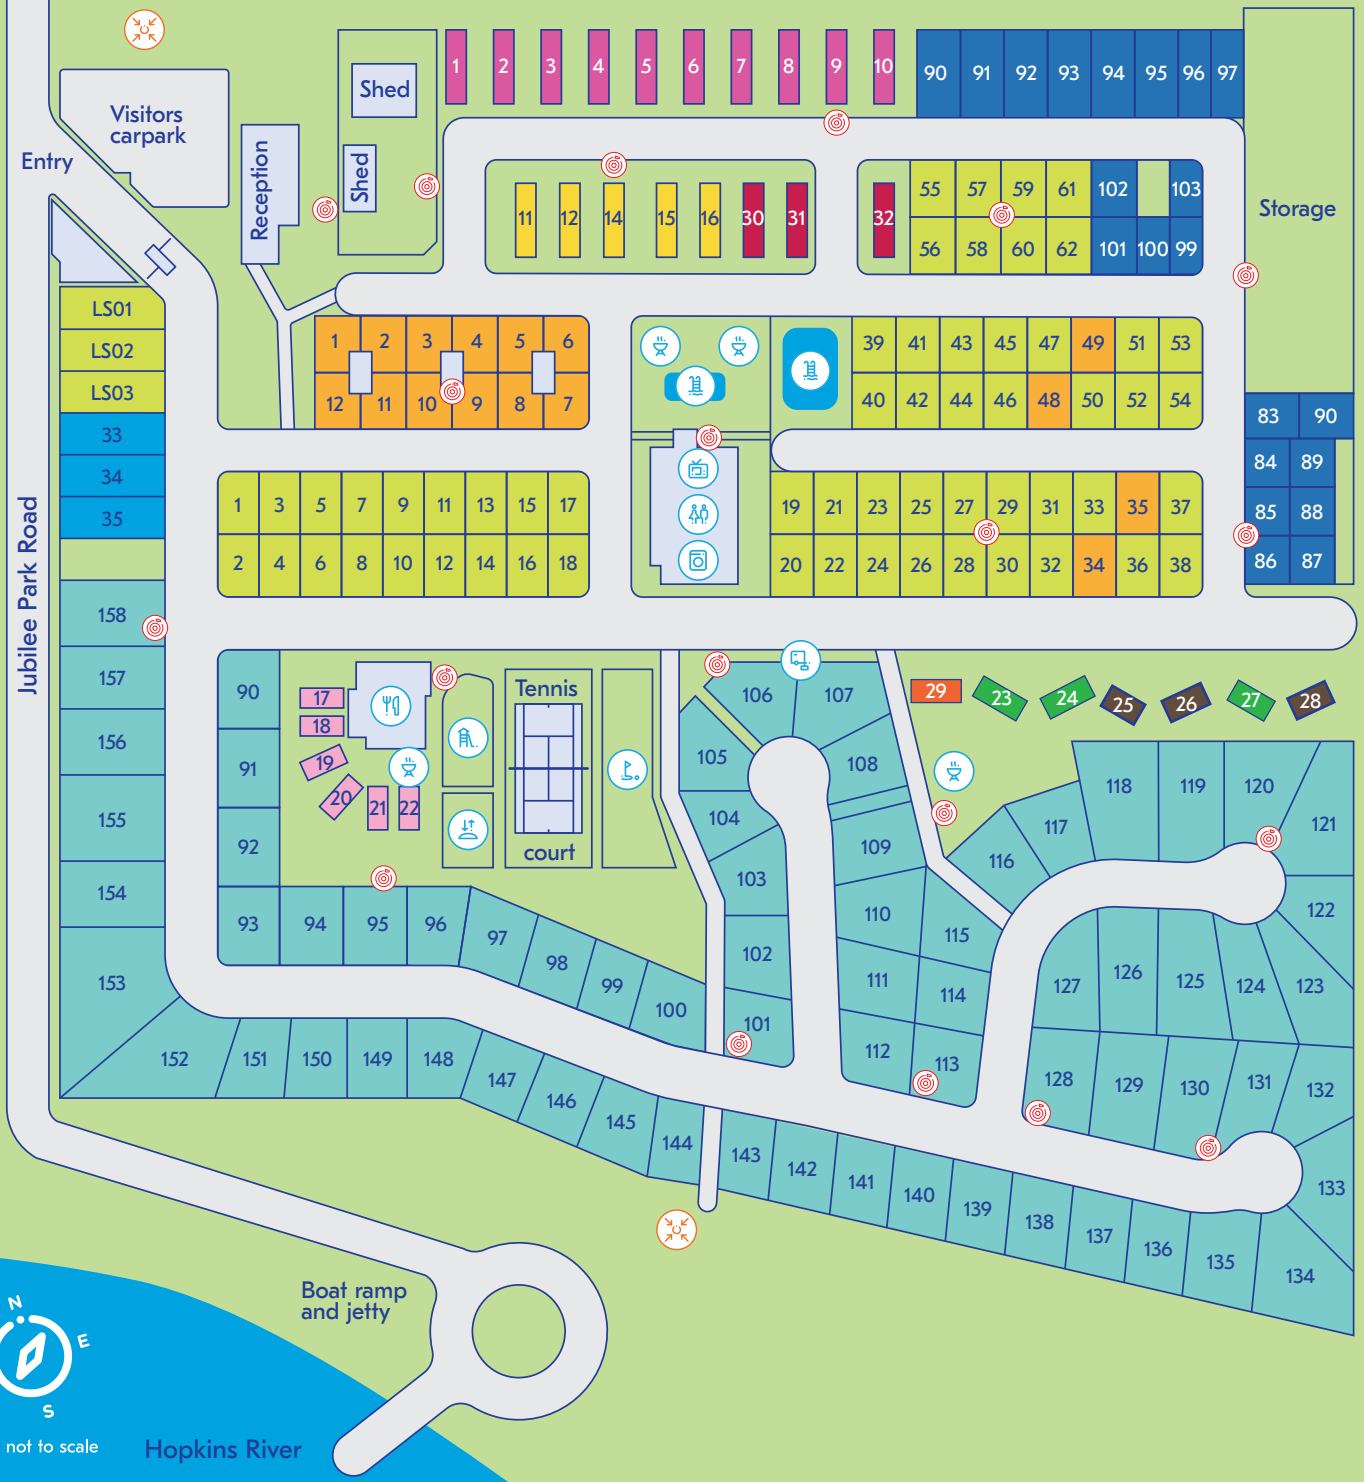 1 2 3 4 5 6 7 8 9 10 90 91 92 93 94 95 96 97
Shed
Visitors
carpark
Entry
Reception
Shed
11 12 14 15 16 30 31 32
55 57 59 61 102 103
56 58 60 62 101 100 99
Storage
LS01
LS02
LS03
33
34
35
1 2 3 4 5 6
12 11 10 9 8 7
39 41 43 45 47 49 51 53
40 42 44 46 48 50 52 54
83 90
84 89
85 88
86 87
1 3 5 7 9 11 13 15 17
2 4 6 8 10 12 14 16 18
19 21 23 25 27 29 31 33 35 37
20 22 24 26 28 30 32 34 36 38
Jubilee Park Road
158
157
156
155
154
153
90
91
92
93 94 95 96 97 98 99 100
17
18
19
20
21 22
Tennis
court
106 107
105 108
104
109
103
110
102
111
101
112
115
114
113
29 23 24 25 26 27 28
116 117 118 119 120 121
122
127 126 125 124 123
128 129 130 131 132
133
152 151 150 149 148 147 146 145 144 143 142 141 140 139 138 137 136 135 134
Boat ramp
and jetty
N
E
S
not to scale
Hopkins River